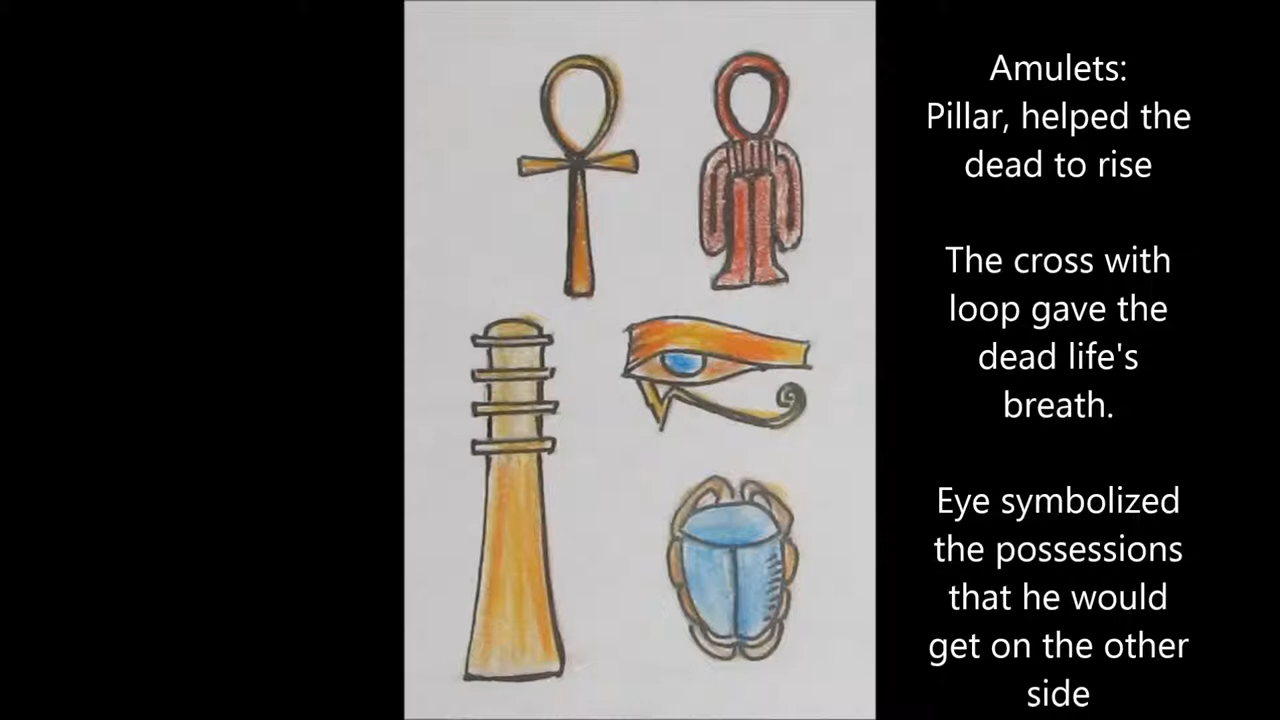 Amulets:
Pillar, helped the
dead to rise
The cross with
loop gave the
dead life's
breath.
Eye symbolized
the possessions
that he would
get on the other
side